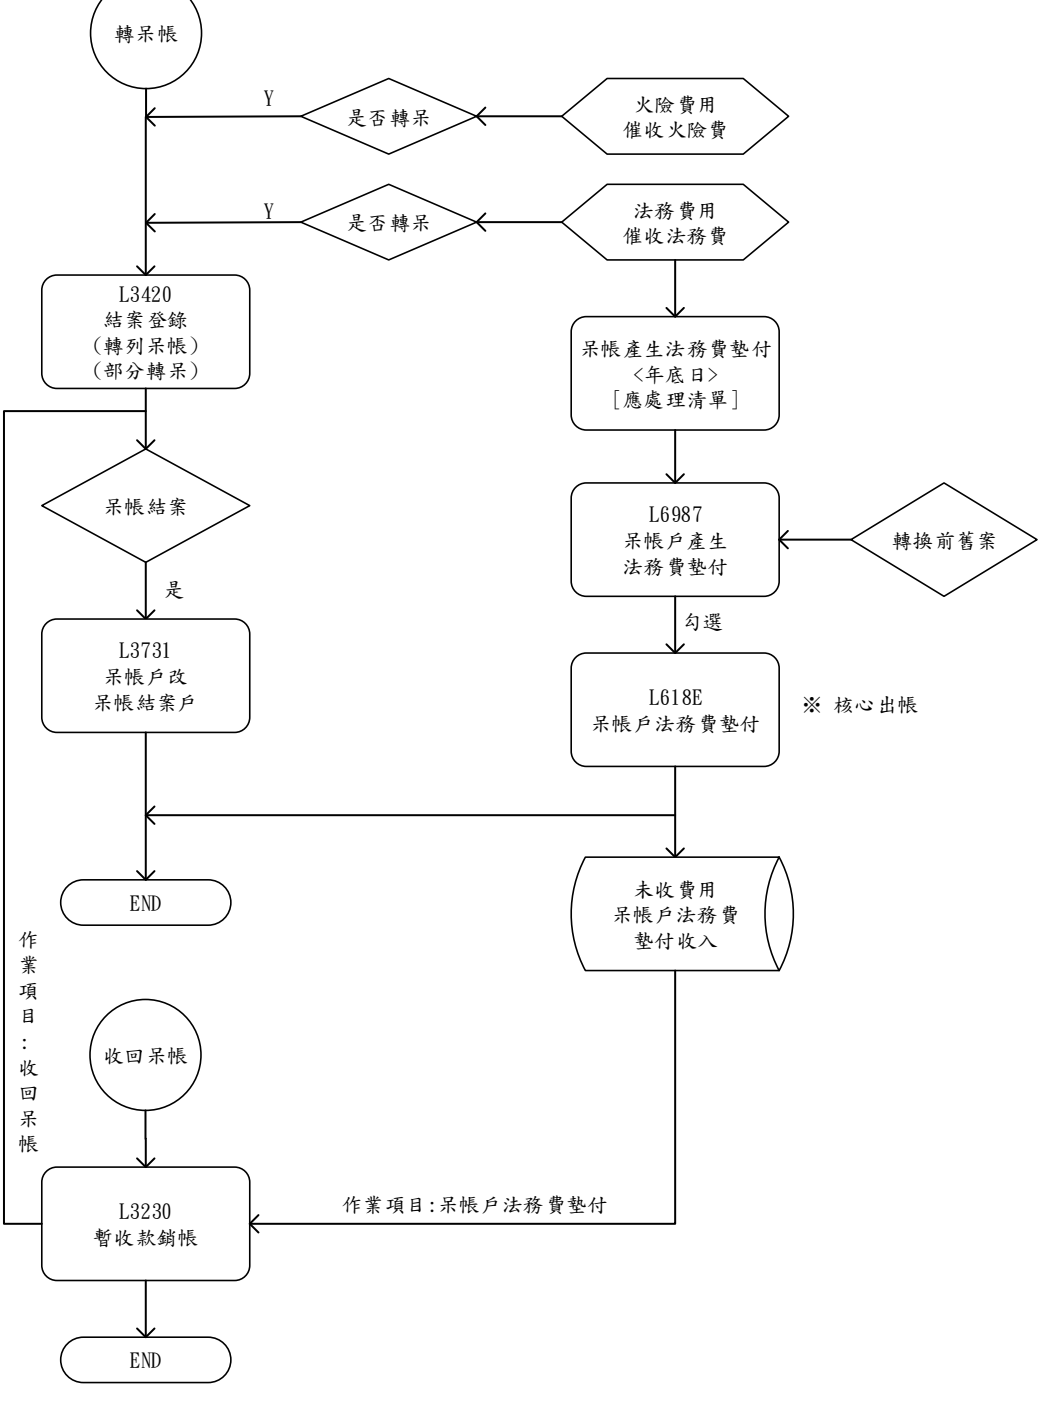 轉呆帳
Y
是否轉呆
火險費用
催收火險費
Y
是否轉呆
法務費用
催收法務費
L3420
結案登錄
(轉列呆帳)
(部分轉呆)
呆帳產生法務費墊付
<年底日>
[應處理清單]
呆帳結案
L6987
呆帳戶產生
法務費墊付
轉換前舊案
是
勾選
L3731
呆帳戶改
呆帳結案戶
L618E
呆帳戶法務費墊付
※ 核心出帳
END
未收費用
呆帳戶法務費
墊付收入
作業項目:收回呆帳
收回呆帳
作業項目:呆帳戶法務費墊付
L3230
暫收款銷帳
END